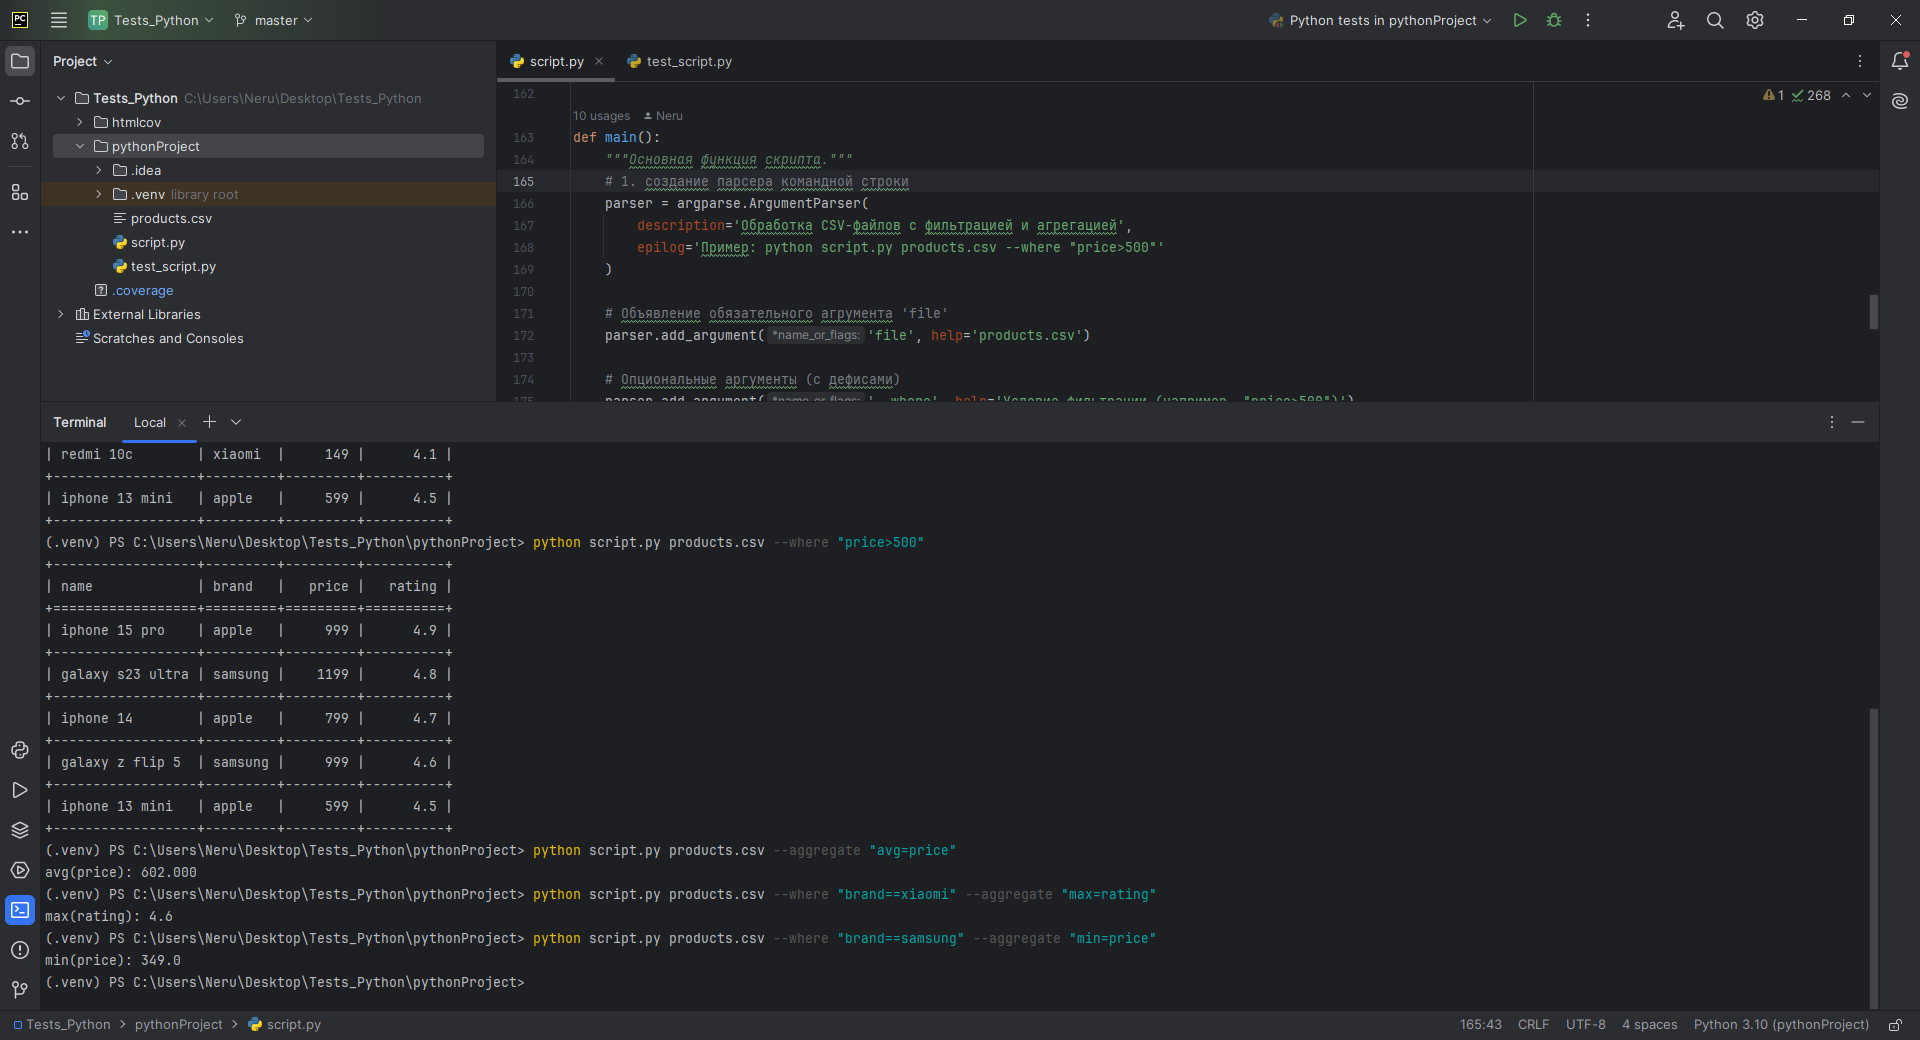 PC TP Tests_Python master Python tests in pythonProject
Project
Tests_Python C:\Users\Neru\Desktop\Tests_Python
htmlcov
pythonProject
.idea
.venv library root
products.csv
script.py
test_script.py
.coverage
External Libraries
Scratches and Consoles
script.py test_script.py
1 268
162
10 usages Neru
163 def main():
164 """Основная функция скрипта."""
165 # 1. создание парсера командной строки
166 parser = argparse.ArgumentParser(
167 description='Обработка CSV-файлов с фильтрацией и агрегацией',
168 epilog='Пример: python script.py products.csv --where "price>500"'
169 )
170
171 # Объявление обязательного агрумента 'file'
172 parser.add_argument( *name_or_flags: 'file', help='products.csv')
173
174 # Опциональные аргументы (с дефисами)
175 parser.add_argument( *name_or_flags: '--where', help='Условие фильтрации (например, "price>500")')
Terminal Local
| redmi 10c | xiaomi | 149 | 4.1 |
+------------------+---------+---------+----------+
| iphone 13 mini | apple | 599 | 4.5 |
+------------------+---------+---------+----------+
(.venv) PS C:\Users\Neru\Desktop\Tests_Python\pythonProject> python script.py products.csv --where "price>500"
+------------------+---------+---------+----------+
| name | brand | price | rating |
+==================+=========+=========+==========+
| iphone 15 pro | apple | 999 | 4.9 |
+------------------+---------+---------+----------+
| galaxy s23 ultra | samsung | 1199 | 4.8 |
+------------------+---------+---------+----------+
| iphone 14 | apple | 799 | 4.7 |
+------------------+---------+---------+----------+
| galaxy z flip 5 | samsung | 999 | 4.6 |
+------------------+---------+---------+----------+
| iphone 13 mini | apple | 599 | 4.5 |
+------------------+---------+---------+----------+
(.venv) PS C:\Users\Neru\Desktop\Tests_Python\pythonProject> python script.py products.csv --aggregate "avg=price"
avg(price): 602.000
(.venv) PS C:\Users\Neru\Desktop\Tests_Python\pythonProject> python script.py products.csv --where "brand==xiaomi" --aggregate "max=rating"
max(rating): 4.6
(.venv) PS C:\Users\Neru\Desktop\Tests_Python\pythonProject> python script.py products.csv --where "brand==samsung" --aggregate "min=price"
min(price): 349.0
(.venv) PS C:\Users\Neru\Desktop\Tests_Python\pythonProject>
Tests_Python > pythonProject > script.py 165:43 CRLF UTF-8 4 spaces Python 3.10 (pythonProject)